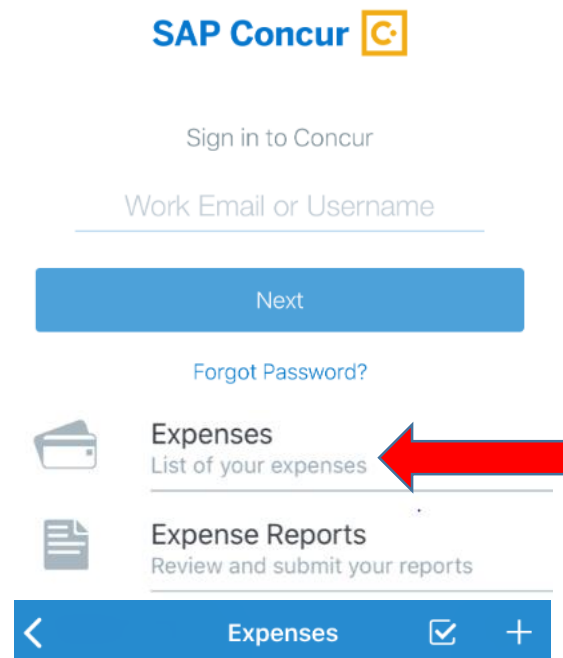 SAP Concur C
Sign in to Concur
Work Email or Username
Next
Forgot Password?
Expenses
List of your expenses
Expense Reports
Review and submit your reports
Expenses